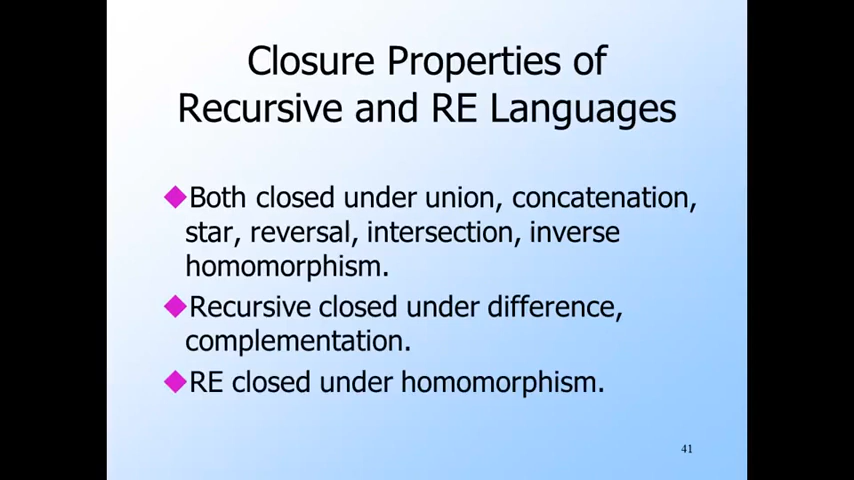 Closure Properties of
Recursive and RE Languages
Both closed under union, concatenation,
star, reversal, intersection, inverse
homomorphism.
Recursive closed under difference,
complementation.
RE closed under homomorphism.
41